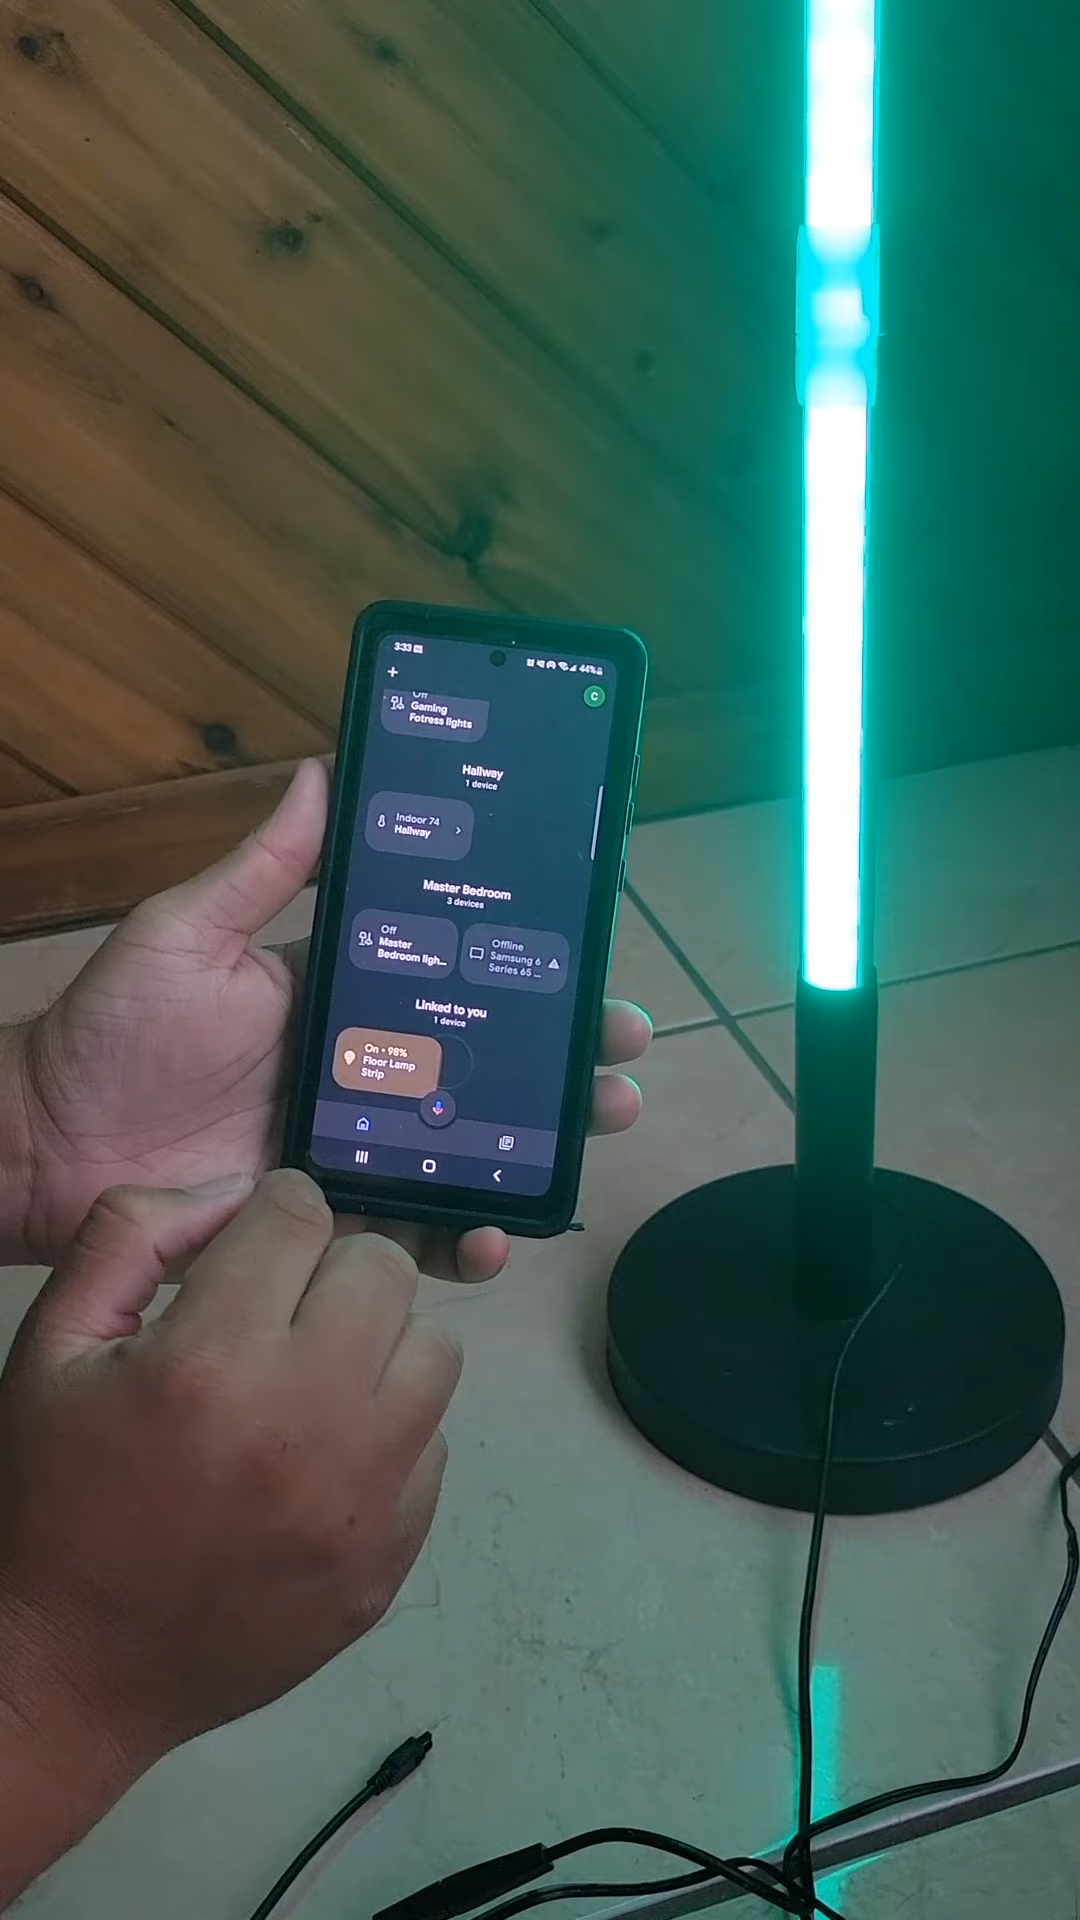 3:33
44%
C
Off
Gaming
Fotress lights
Hallway
1 device
Indoor 74
Hallway
Master Bedroom
3 devices
Off
Master
Bedroom ligh...
Offline
Samsung 6
Series 65 ...
Linked to you
1 device
On • 98%
Floor Lamp
Strip